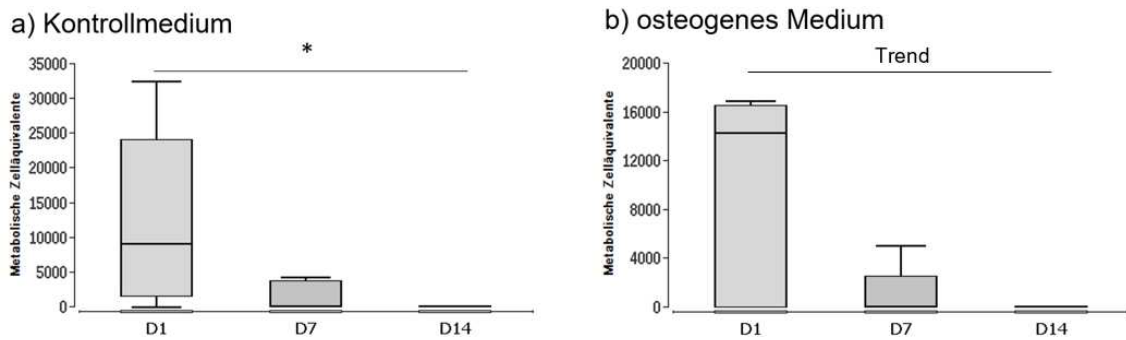 a) Kontrollmedium
*
Metabolische Zelläquivalente
35000
30000
25000
20000
15000
10000
5000
0
D1 D7 D14
b) osteogenes Medium
Trend
Metabolische Zelläquivalente
20000
16000
12000
8000
4000
0
D1 D7 D14